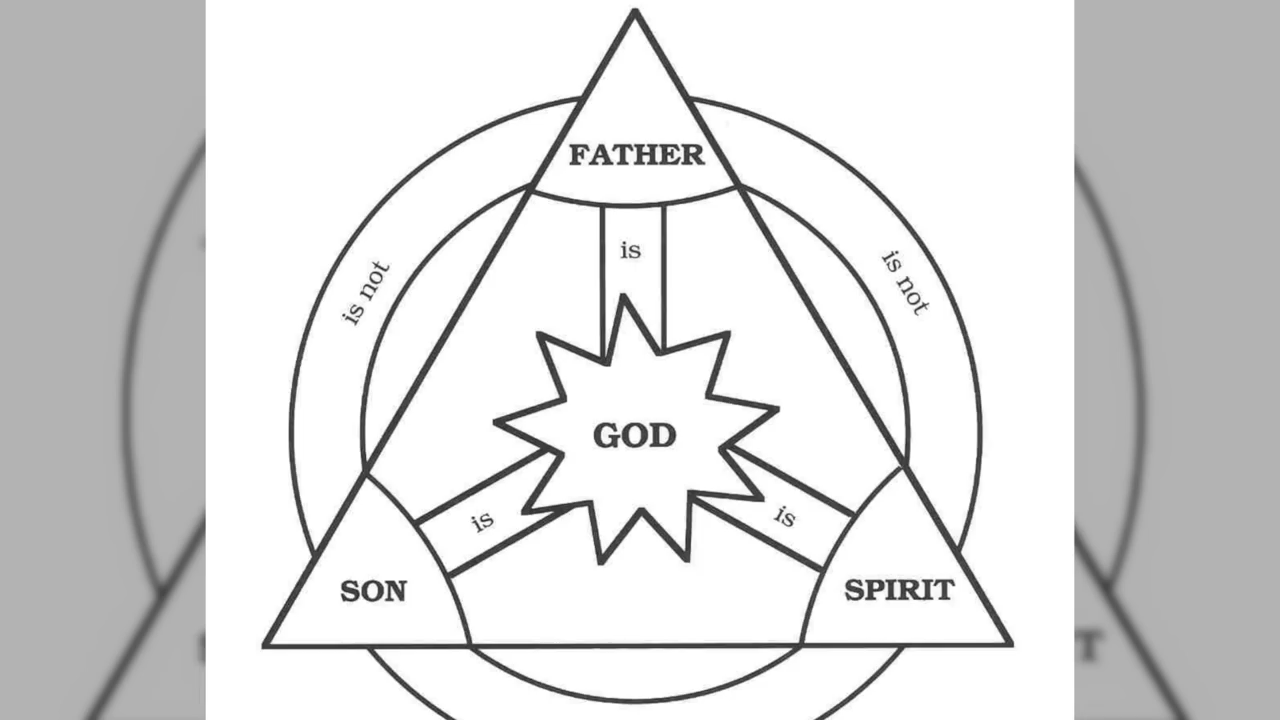 FATHER
is
is not
is not
GOD
is
is
SON
SPIRIT